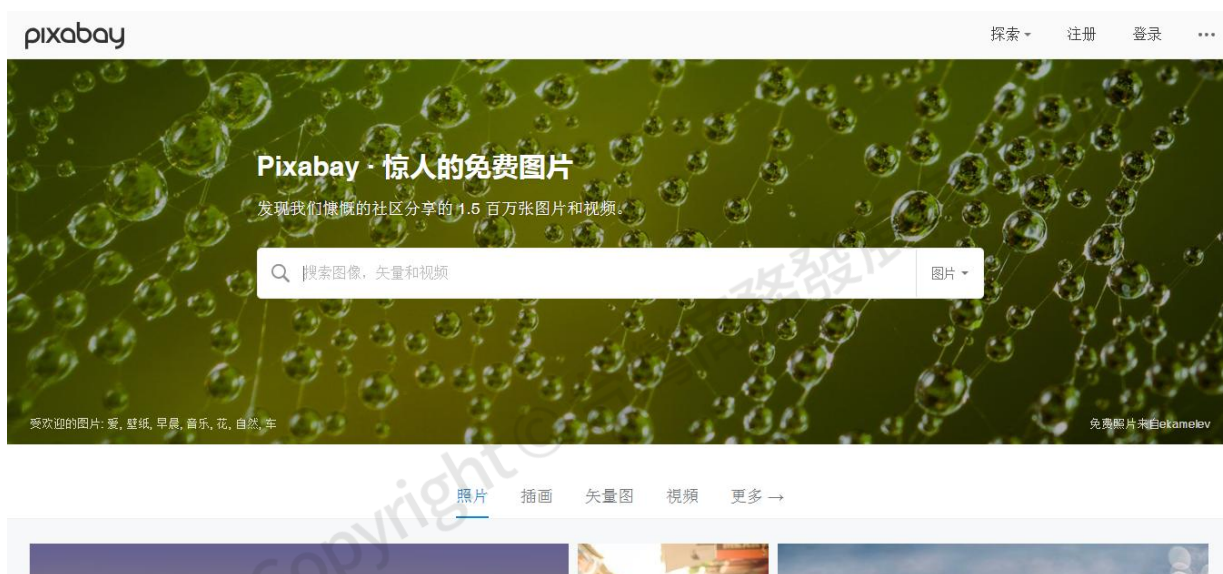 pixabay
探索 注册 登录 ···
Pixabay · 惊人的免费图片
发现我们慷慨的社区分享的 1.5 百万张图片和视频。
搜索图像，矢量和视频 图片
受欢迎的图片: 爱, 壁纸, 早晨, 音乐, 花, 自然, 车
免费照片来自ekamelev
照片 插画 矢量图 視頻 更多 →
Copyright ©